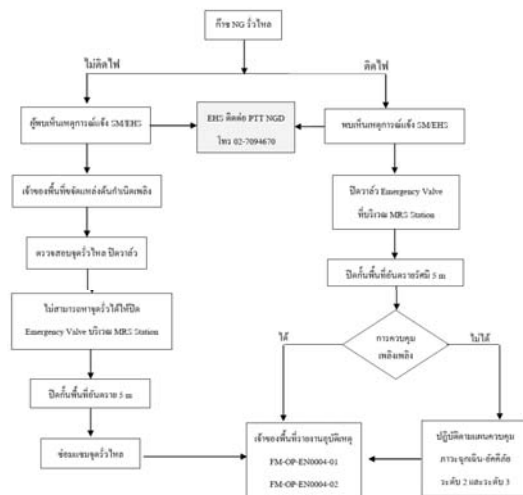 ก๊าซ NG รั่วไหล
ไม่ติดไฟ
ติดไฟ
ผู้พบเห็นเหตุการณ์แจ้ง SM/EHS
EHS ติดต่อ PTT NGD
โทร 02-7094670
พบเห็นเหตุการณ์แจ้ง SM/EHS
เจ้าของพื้นที่ขจัดแหล่งต้นกำเนิดเพลิง
ปิดวาล์ว Emergency Valve
ที่บริเวณ MRS Station
ตรวจสอบจุดรั่วไหล ปิดวาล์ว
ปิดกั้นพื้นที่อันตรายรัศมี 5 m
ไม่สามารถหาจุดรั่วได้ให้ปิด
Emergency Valve บริเวณ MRS Station
ได้
การควบคุม
เพลิงเพลิง
ไม่ได้
ปิดกั้นพื้นที่อันตราย 5 m
ซ่อมแซมจุดรั่วไหล
เจ้าของพื้นที่รายงานอุบัติเหตุ
FM-OP-EN0004-01
FM-OP-EN0004-02
ปฏิบัติตามแผนควบคุม
ภาวะฉุกเฉิน-อัคคีภัย
ระดับ 2 และระดับ 3